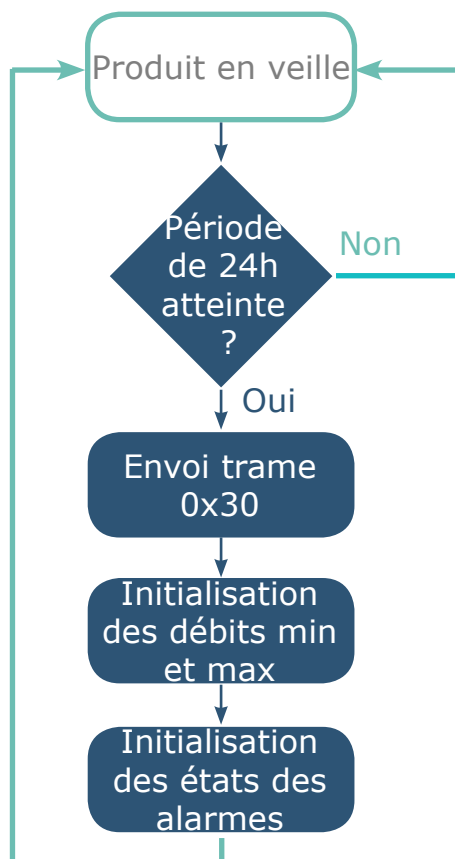 Produit en veille
Période
de 24h
atteinte
?
Non
Oui
Envoi trame
0x30
Initialisation
des débits min
et max
Initialisation
des états des
alarmes